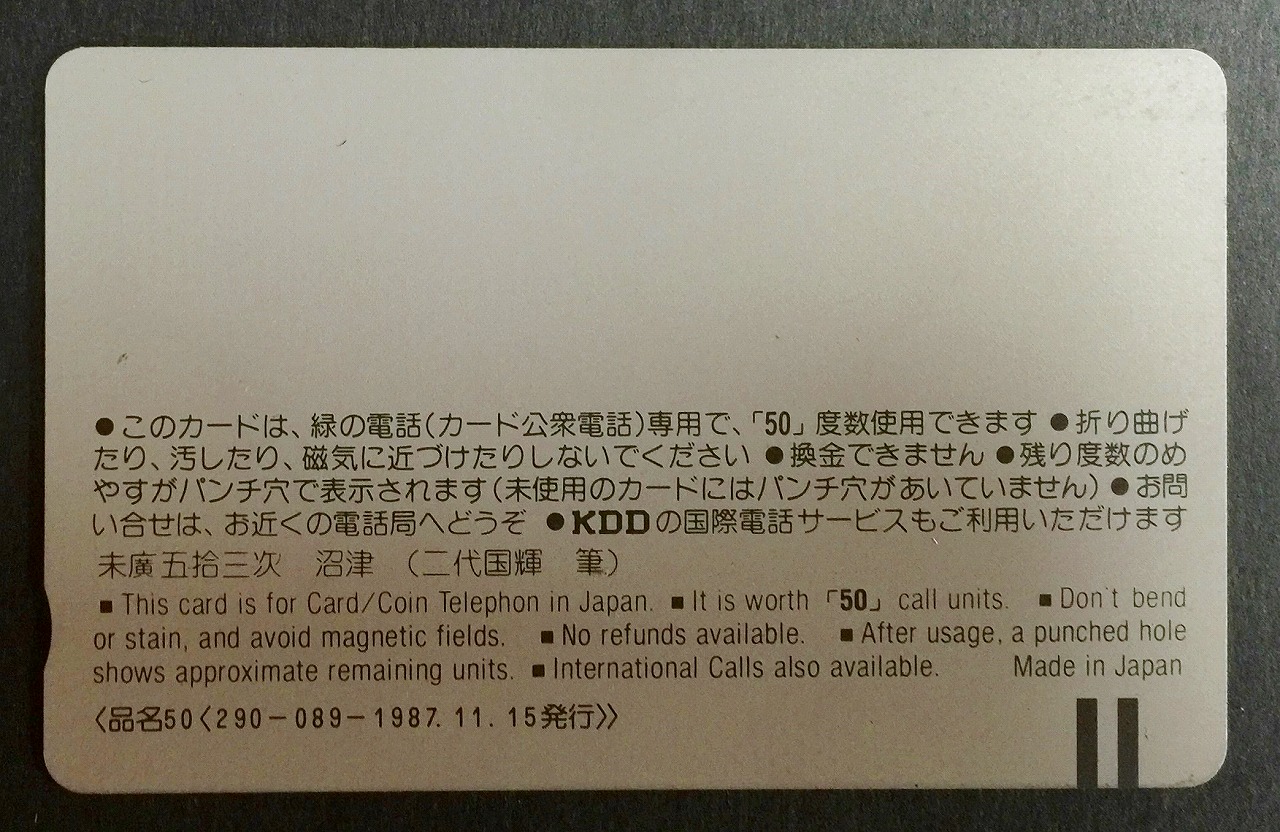 ●このカードは、緑の電話(カード公衆電話)専用で、「50」度数使用できます ●折り曲げ
たり、汚したり、磁気に近づけたりしないでください ●換金できません ●残り度数のめ
やすがパンチ穴で表示されます(未使用のカードにはパンチ穴があいていません) ●お問
い合せは、お近くの電話局へどうぞ ●KDDの国際電話サービスもご利用いただけます
末廣五拾三次 沼津 (二代国輝 筆)
■This card is for Card/Coin Telephon in Japan. ■It is worth 「50」 call units. ■Don't bend
or stain, and avoid magnetic fields. ■No refunds available. ■After usage, a punched hole
shows approximate remaining units. ■International Calls also available. Made in Japan
〈品名50〈290-089-1987. 11. 15発行〉〉